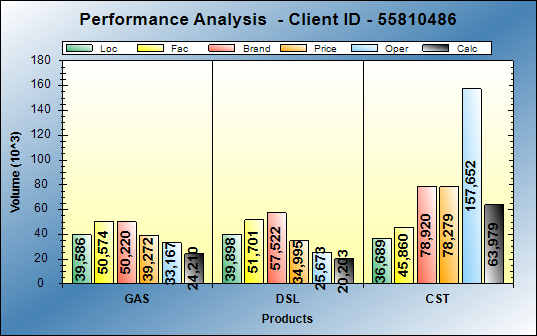 Performance Analysis - Client ID - 55810486
Loc Fac Brand Price Oper Calc
Volume (10^3)
180
160
140
120
100
80
60
40
20
0
39,586 50,574 50,220 39,272 33,167 24,210
39,898 51,701 57,522 34,995 25,673 20,203
36,689 45,860 78,920 78,279 157,652 63,979
GAS DSL CST
Products